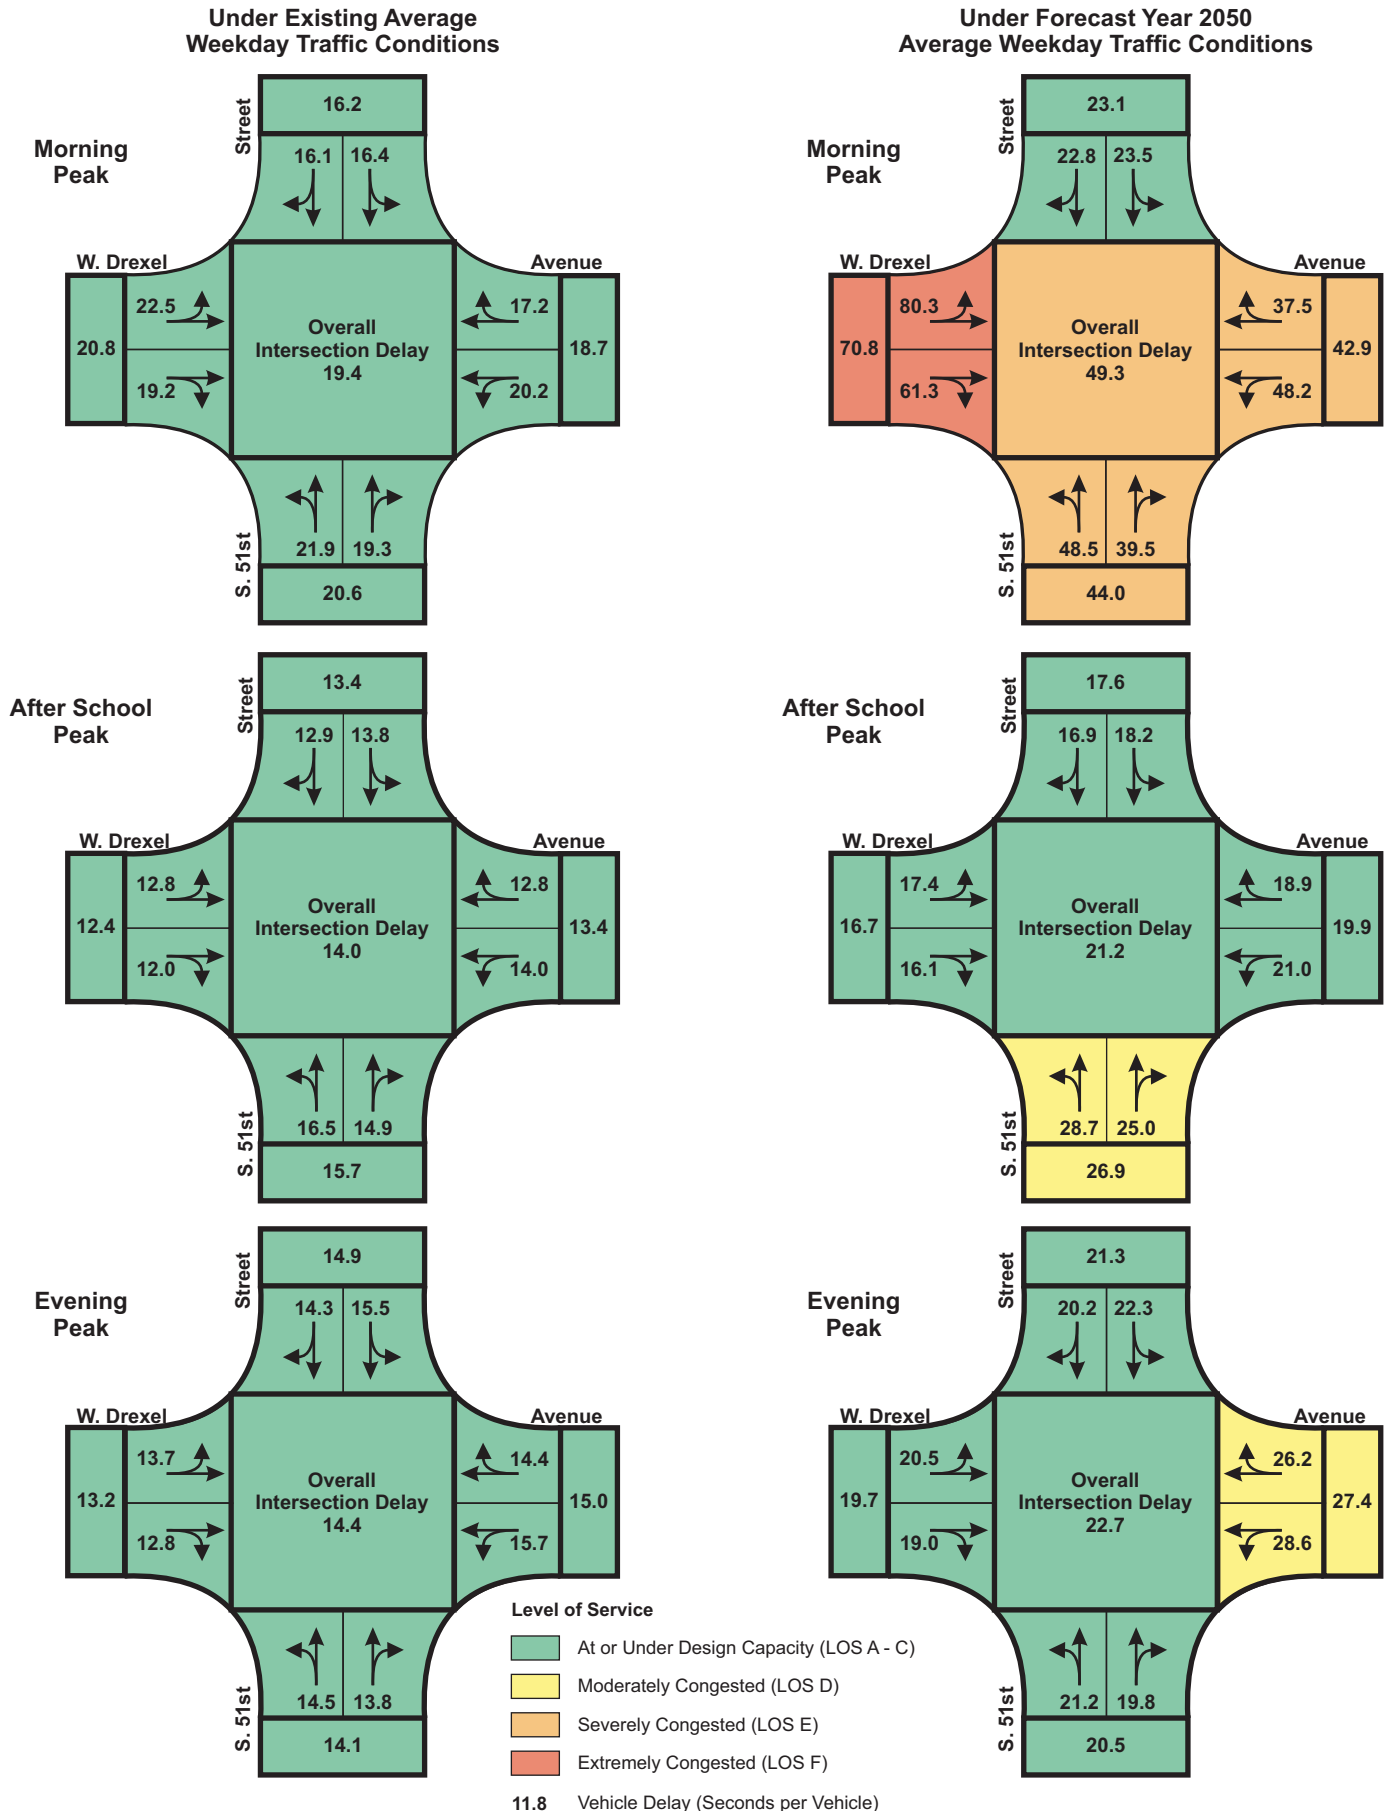 Under Existing Average
Weekday Traffic Conditions
Under Forecast Year 2050
Average Weekday Traffic Conditions
Morning
Peak
Street
16.2
16.1 16.4
W. Drexel
Avenue
22.5
17.2
20.8
Overall
Intersection Delay
19.4
18.7
19.2
20.2
21.9 19.3
S. 51st
20.6
Morning
Peak
Street
23.1
22.8 23.5
W. Drexel
Avenue
80.3
37.5
70.8
Overall
Intersection Delay
49.3
42.9
61.3
48.2
48.5 39.5
S. 51st
44.0
After School
Peak
Street
13.4
12.9 13.8
W. Drexel
Avenue
12.8
12.8
12.4
Overall
Intersection Delay
14.0
13.4
12.0
14.0
16.5 14.9
S. 51st
15.7
After School
Peak
Street
17.6
16.9 18.2
W. Drexel
Avenue
17.4
18.9
16.7
Overall
Intersection Delay
21.2
19.9
16.1
21.0
28.7 25.0
S. 51st
26.9
Evening
Peak
Street
14.9
14.3 15.5
W. Drexel
Avenue
13.7
14.4
13.2
Overall
Intersection Delay
14.4
15.0
12.8
15.7
14.5 13.8
S. 51st
14.1
Evening
Peak
Street
21.3
20.2 22.3
W. Drexel
Avenue
20.5
26.2
19.7
Overall
Intersection Delay
22.7
27.4
19.0
28.6
21.2 19.8
S. 51st
20.5
Level of Service
At or Under Design Capacity (LOS A - C)
Moderately Congested (LOS D)
Severely Congested (LOS E)
Extremely Congested (LOS F)
11.8 Vehicle Delay (Seconds per Vehicle)